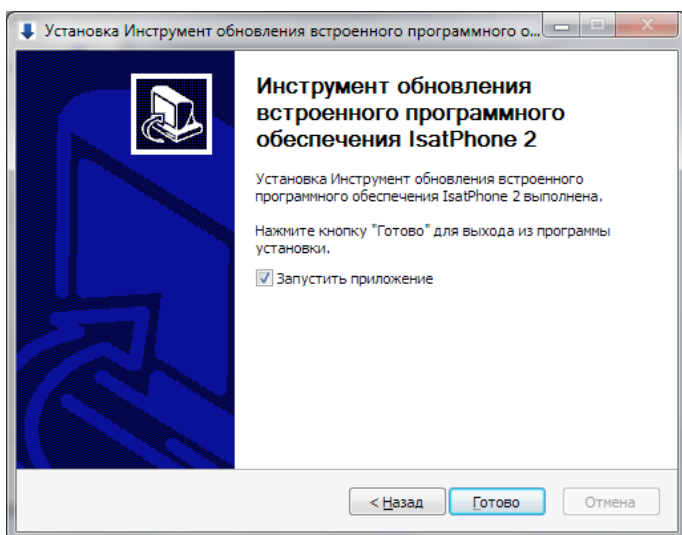 Установка Инструмент обновления встроенного программного о...
Инструмент обновления
встроенного программного
обеспечения IsatPhone 2
Установка Инструмент обновления встроенного
программного обеспечения IsatPhone 2 выполнена.
Нажмите кнопку "Готово" для выхода из программы
установки.
Запустить приложение
< Назад
Готово
Отмена